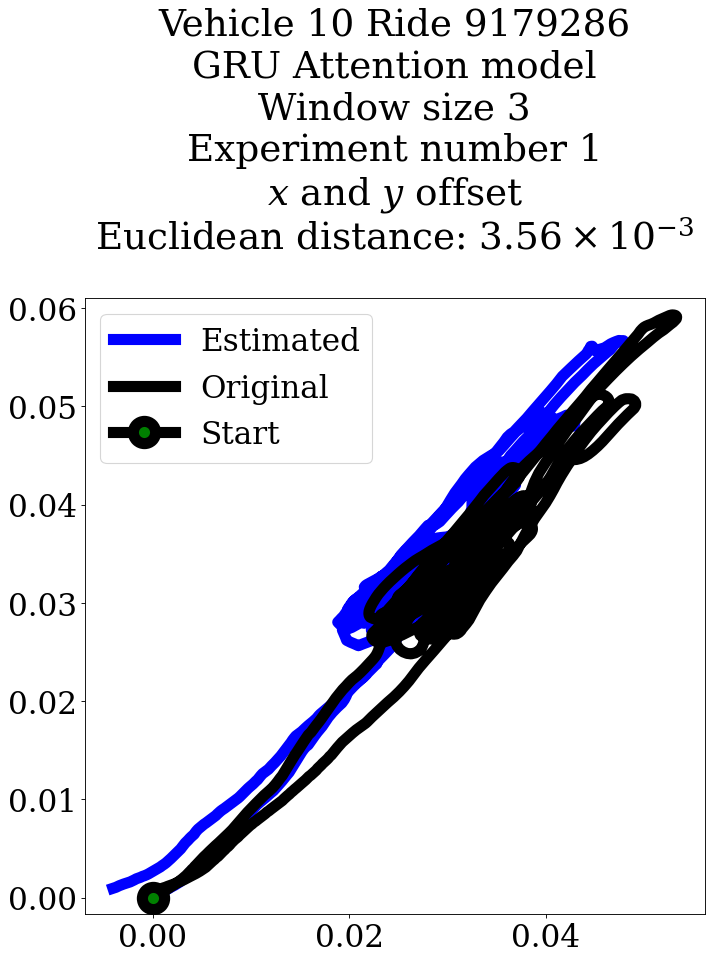 Vehicle 10 Ride 9179286
GRU Attention model
Window size 3
Experiment number 1
x and y offset
Euclidean distance: 3.56 × 10⁻³
Estimated
Original
Start
0.06
0.05
0.04
0.03
0.02
0.01
0.00
0.00 0.02 0.04